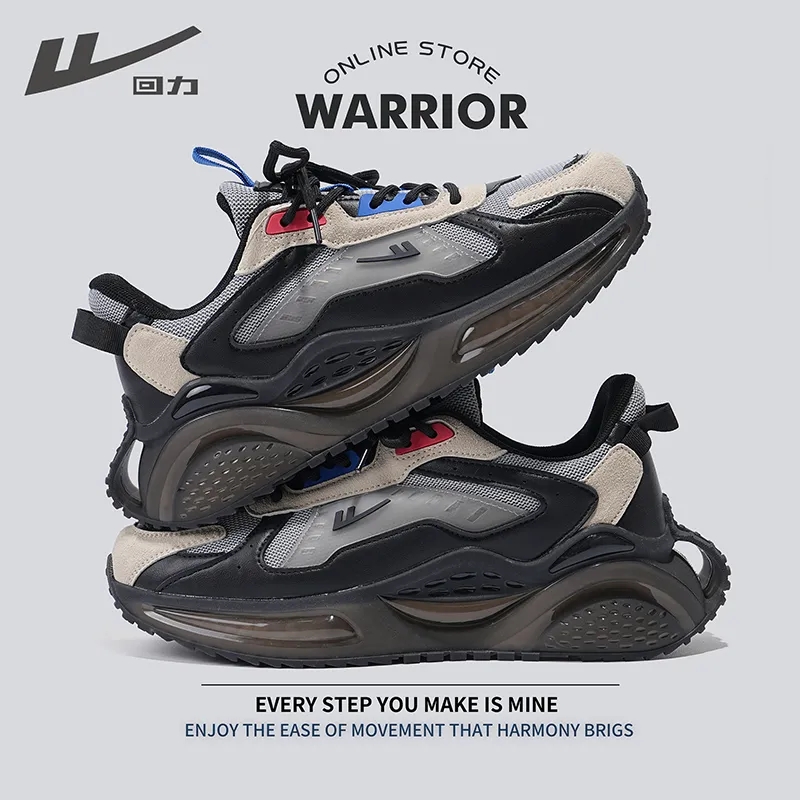 回力
ONLINE STORE
WARRIOR
EVERY STEP YOU MAKE IS MINE
ENJOY THE EASE OF MOVEMENT THAT HARMONY BRIGS